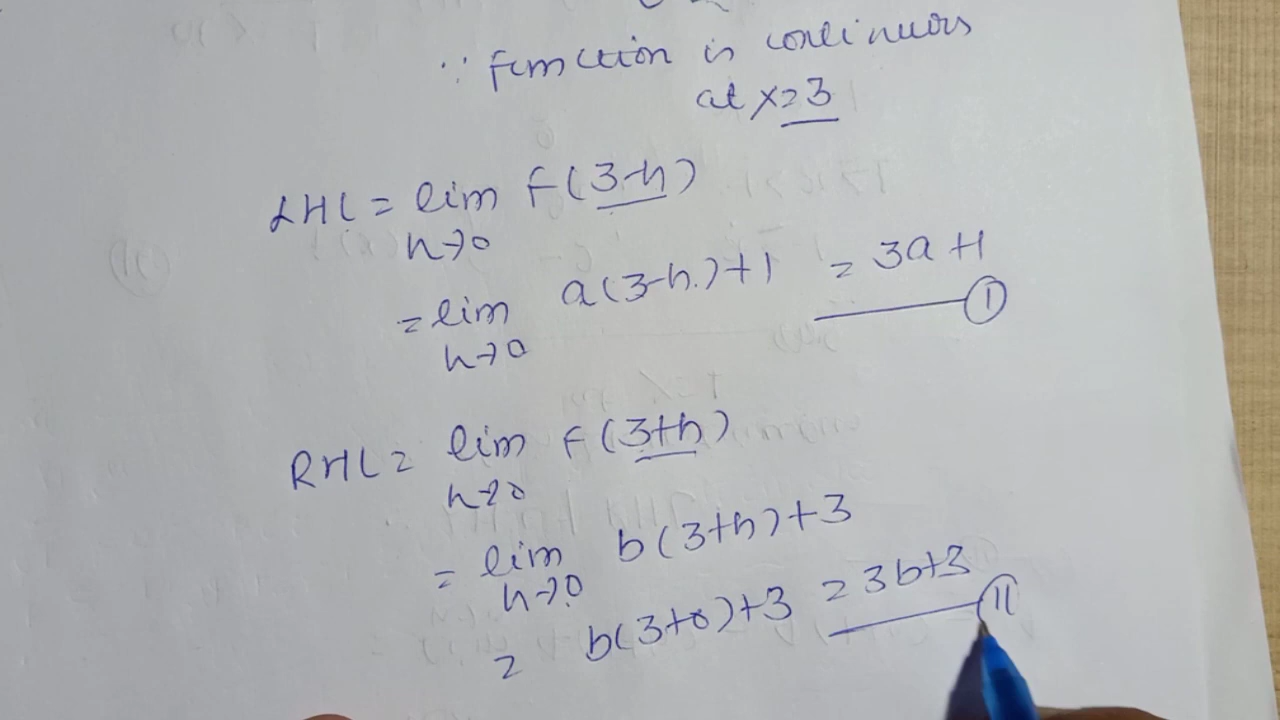 ∵ function is continuous
at x=3
LHL = lim f(3-h)
h→0
= lim a(3-h)+1 = 3a+1
h→0 ①
RHL = lim f(3+h)
h→0
= lim b(3+h)+3
h→0
= b(3+0)+3 = 3b+3 ⑪